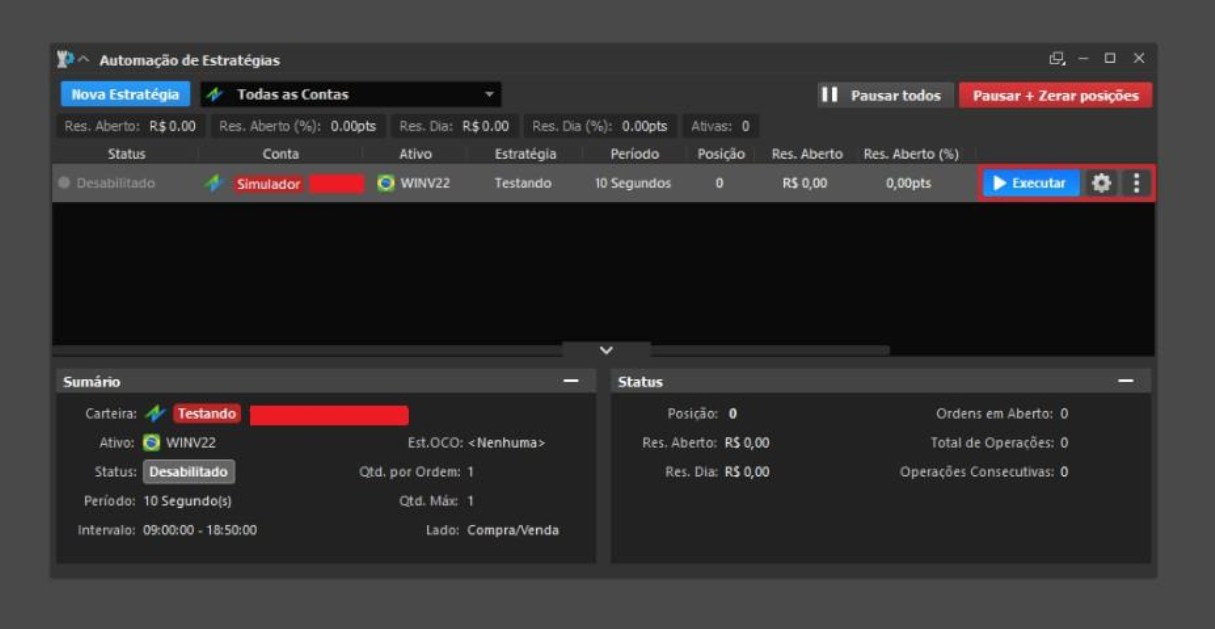 Automação de Estratégias
Nova Estratégia Todas as Contas Pausar todos Pausar + Zerar posições
Res. Aberto: R$ 0.00 Res. Aberto (%): 0.00pts Res. Dia: R$ 0.00 Res. Dia (%): 0.00pts Ativas: 0
Status Conta Ativo Estratégia Período Posição Res. Aberto Res. Aberto (%)
Desabilitado Simulador WINV22 Testando 10 Segundos 0 R$ 0,00 0,00pts Executar
Sumário
Carteira: Testando
Ativo: WINV22 Est.OCO: <Nenhuma>
Status: Desabilitado Qtd. por Ordem: 1
Período: 10 Segundo(s) Qtd. Máx: 1
Intervalo: 09:00:00 - 18:50:00 Lado: Compra/Venda
Status
Posição: 0 Ordens em Aberto: 0
Res. Aberto: R$ 0,00 Total de Operações: 0
Res. Dia: R$ 0,00 Operações Consecutivas: 0